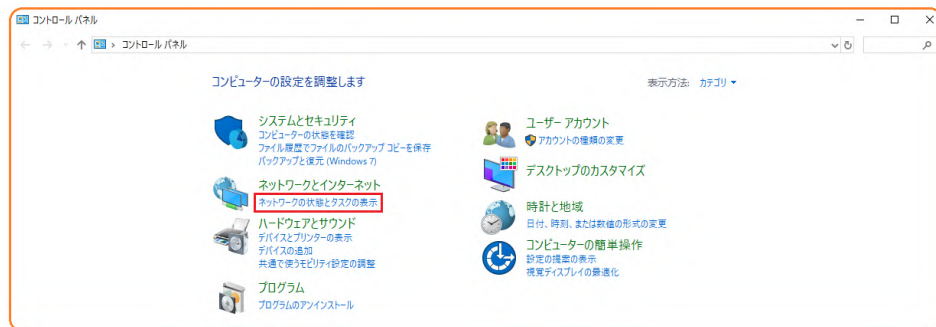 コントロール パネル
コントロール パネル
コンピューターの設定を調整します
表示方法: カテゴリ
システムとセキュリティ
コンピューターの状態を確認
ファイル履歴でファイルのバックアップ コピーを保存
バックアップと復元 (Windows 7)
ネットワークとインターネット
ネットワークの状態とタスクの表示
ハードウェアとサウンド
デバイスとプリンターの表示
デバイスの追加
共通で使うモビリティ設定の調整
プログラム
プログラムのアンインストール
ユーザー アカウント
アカウントの種類の変更
デスクトップのカスタマイズ
時計と地域
日付、時刻、または数値の形式の変更
コンピューターの簡単操作
設定の提案の表示
視覚ディスプレイの最適化